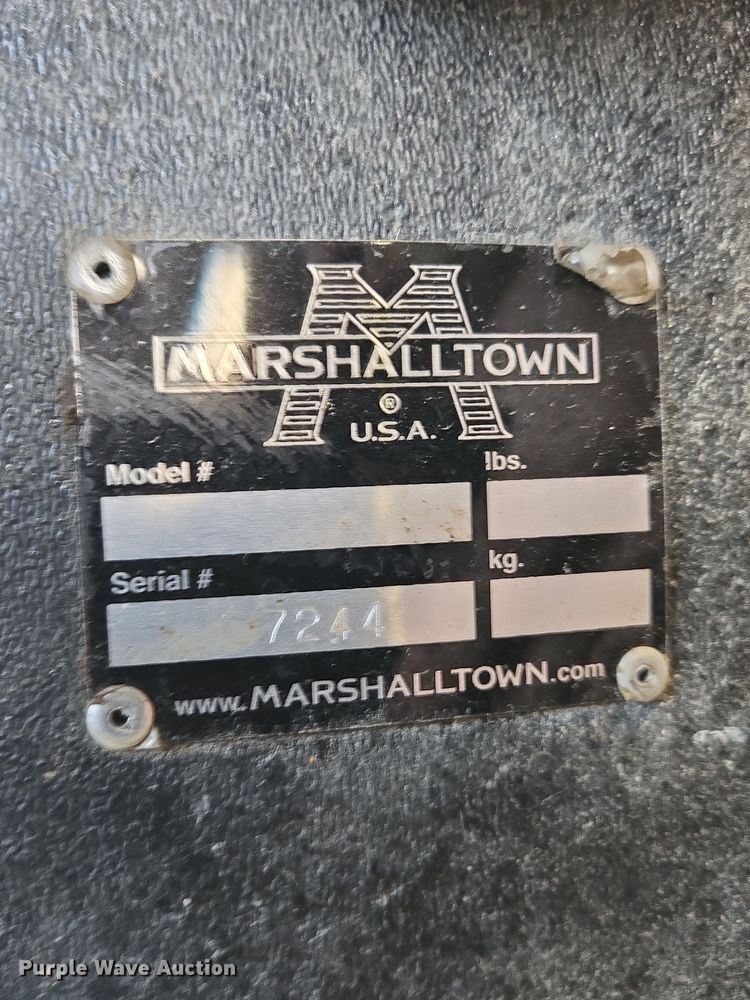 MARSHALLTOWN
®
U.S.A.
Model #
lbs.
Serial #
kg.
7244
www.MARSHALLTOWN.com
Purple Wave Auction